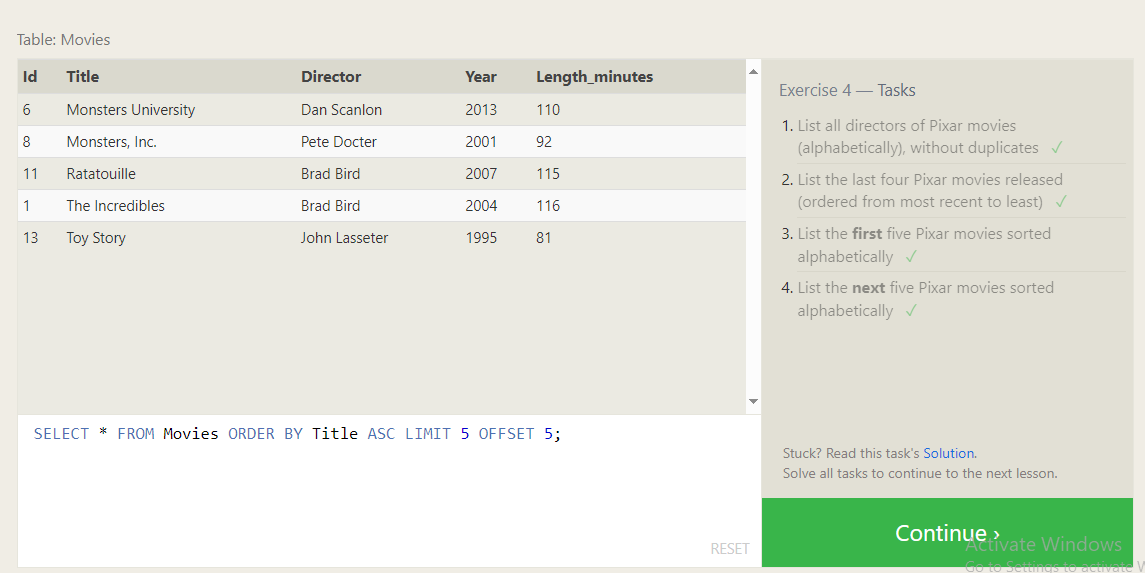 Table: Movies
Id Title Director Year Length_minutes
6 Monsters University Dan Scanlon 2013 110
8 Monsters, Inc. Pete Docter 2001 92
11 Ratatouille Brad Bird 2007 115
1 The Incredibles Brad Bird 2004 116
13 Toy Story John Lasseter 1995 81
SELECT * FROM Movies ORDER BY Title ASC LIMIT 5 OFFSET 5;
RESET
Exercise 4 — Tasks
1. List all directors of Pixar movies
(alphabetically), without duplicates ✓
2. List the last four Pixar movies released
(ordered from most recent to least) ✓
3. List the first five Pixar movies sorted
alphabetically ✓
4. List the next five Pixar movies sorted
alphabetically ✓
Stuck? Read this task's Solution.
Solve all tasks to continue to the next lesson.
Continue ›
Activate Windows
Go to Settings to activate W